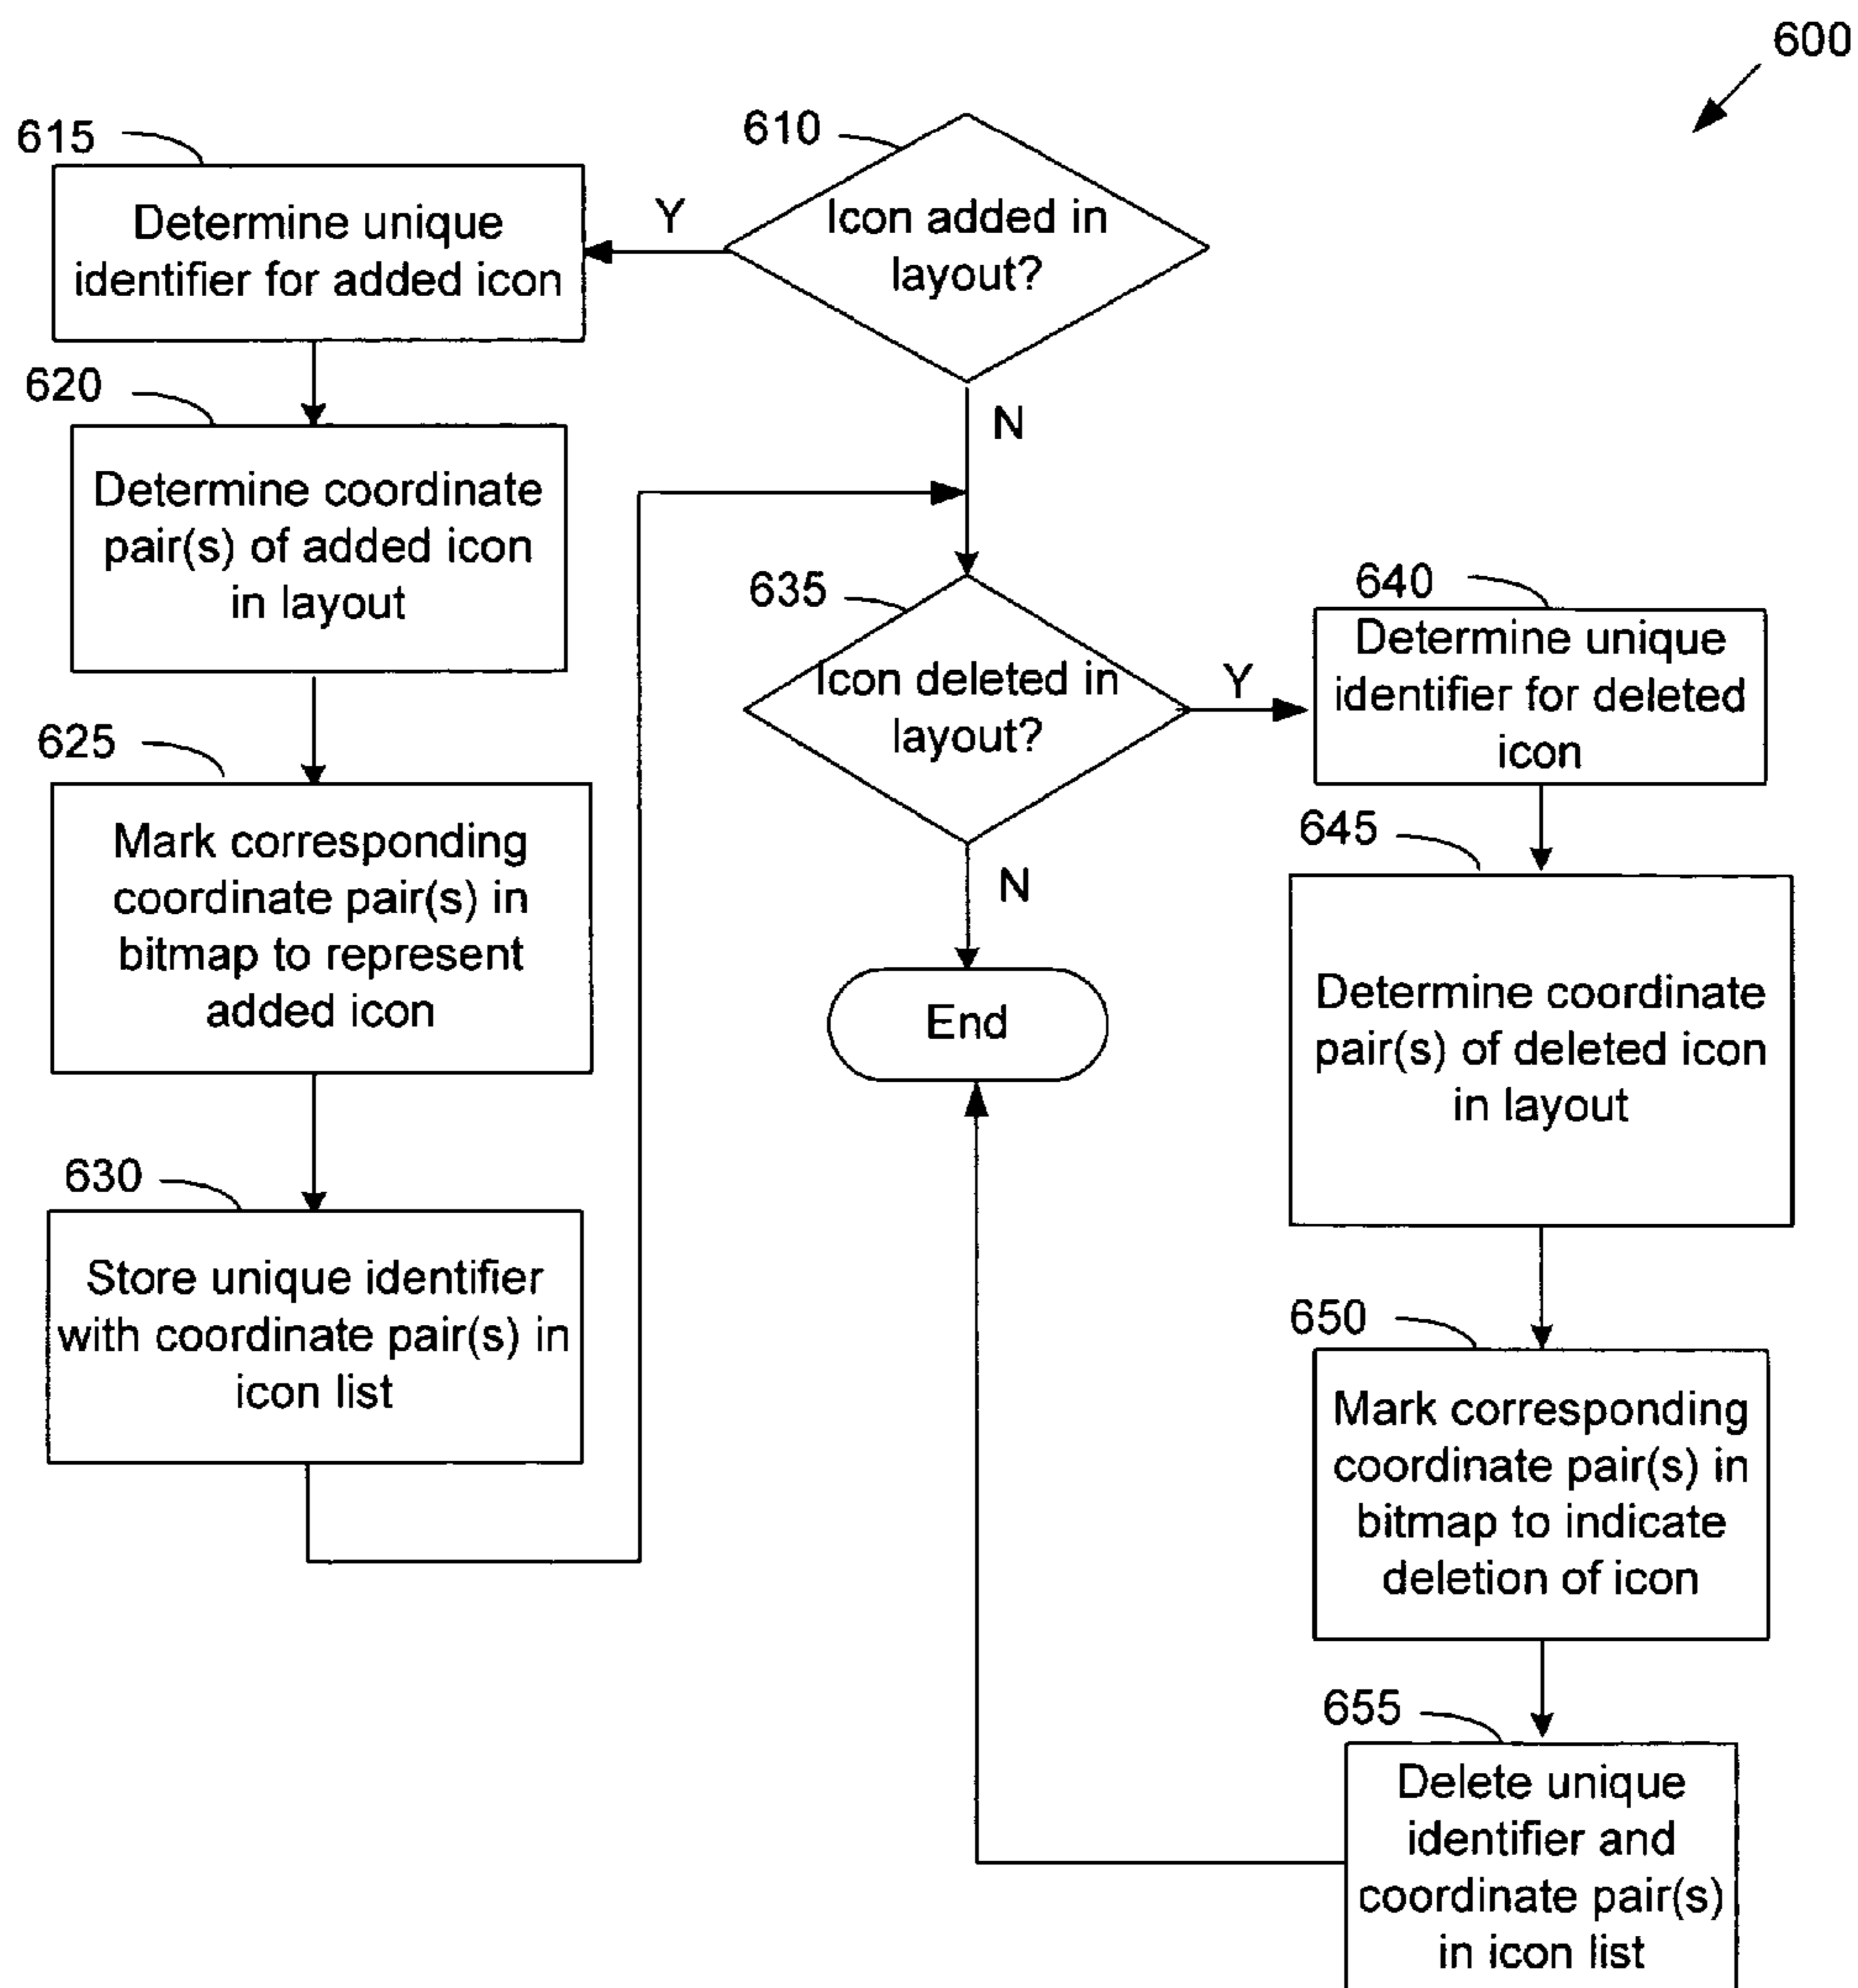 600
610
Icon added in
layout?
Y
N
615
Determine unique
identifier for added icon
620
Determine coordinate
pair(s) of added icon
in layout
625
Mark corresponding
coordinate pair(s) in
bitmap to represent
added icon
630
Store unique identifier
with coordinate pair(s) in
icon list
635
Icon deleted in
layout?
Y
N
End
640
Determine unique
identifier for deleted
icon
645
Determine coordinate
pair(s) of deleted icon
in layout
650
Mark corresponding
coordinate pair(s) in
bitmap to indicate
deletion of icon
655
Delete unique
identifier and
coordinate pair(s)
in icon list